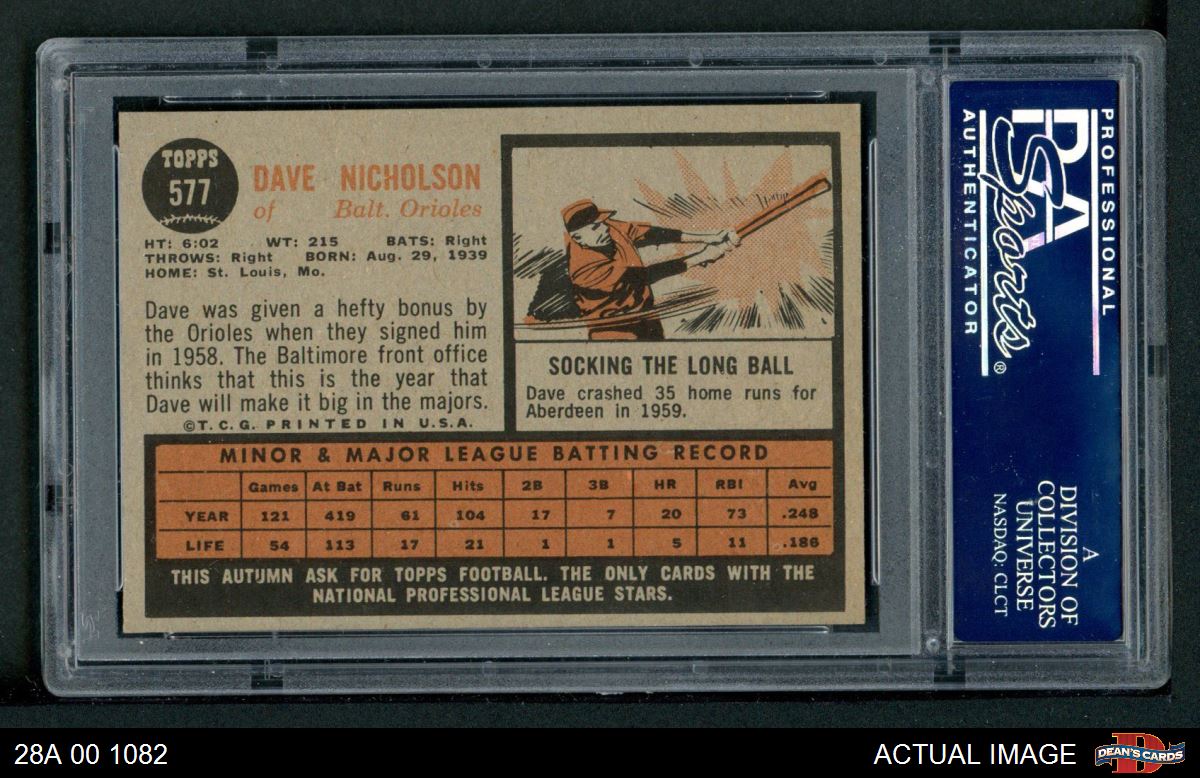 TOPPS
577
DAVE NICHOLSON
of Balt. Orioles
HT: 6:02 WT: 215 BATS: Right
THROWS: Right BORN: Aug. 29, 1939
HOME: St. Louis, Mo.
Dave was given a hefty bonus by
the Orioles when they signed him
in 1958. The Baltimore front office
thinks that this is the year that
Dave will make it big in the majors.
©T.C.G. PRINTED IN U.S.A.
SOCKING THE LONG BALL
Dave crashed 35 home runs for
Aberdeen in 1959.
MINOR & MAJOR LEAGUE BATTING RECORD
Games At Bat Runs Hits 2B 3B HR RBI Avg
YEAR 121 419 61 104 17 7 20 73 .248
LIFE 54 113 17 21 1 1 5 11 .186
THIS AUTUMN ASK FOR TOPPS FOOTBALL. THE ONLY CARDS WITH THE
NATIONAL PROFESSIONAL LEAGUE STARS.
PROFESSIONAL
PSA
Sports®
AUTHENTICATOR
A
DIVISION OF
COLLECTORS
UNIVERSE
NASDAQ: CLCT
28A 00 1082
ACTUAL IMAGE
D
DEAN'S CARDS